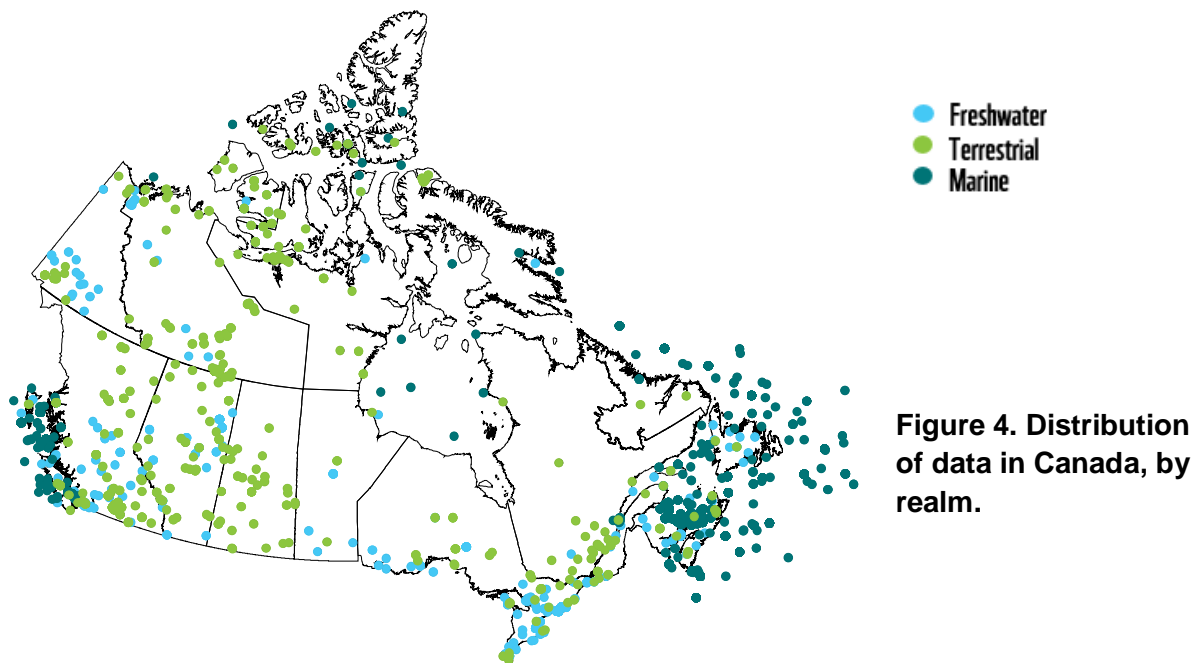 Freshwater
Terrestrial
Marine
Figure 4. Distribution
of data in Canada, by
realm.